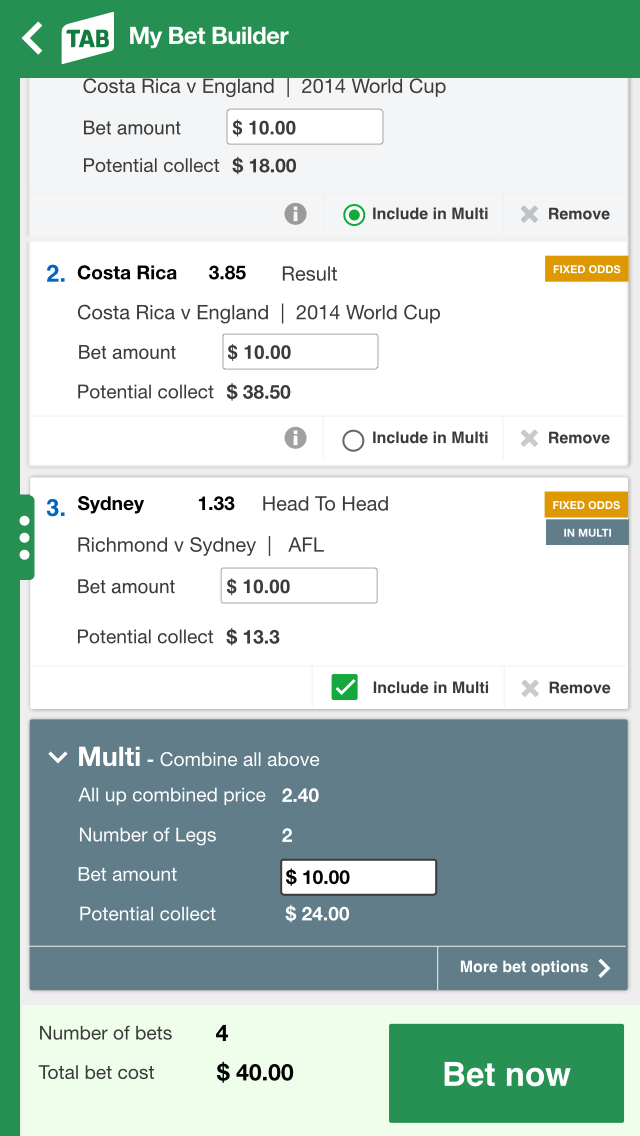 TAB My Bet Builder
Costa Rica v England | 2014 World Cup
Bet amount $ 10.00
Potential collect $ 18.00
i Include in Multi Remove
2. Costa Rica 3.85 Result FIXED ODDS
Costa Rica v England | 2014 World Cup
Bet amount $ 10.00
Potential collect $ 38.50
i Include in Multi Remove
3. Sydney 1.33 Head To Head FIXED ODDS
IN MULTI
Richmond v Sydney | AFL
Bet amount $ 10.00
Potential collect $ 13.3
Include in Multi Remove
Multi - Combine all above
All up combined price 2.40
Number of Legs 2
Bet amount $ 10.00
Potential collect $ 24.00
More bet options
Number of bets 4
Total bet cost $ 40.00
Bet now